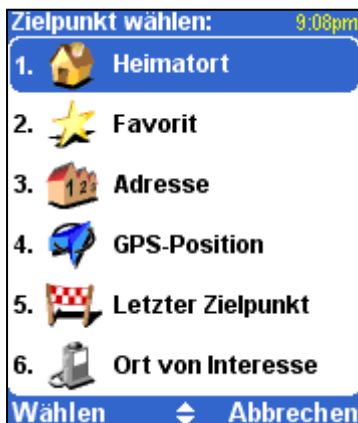 Zielpunkt wählen: 9:08pm
1. Heimatort
2. Favorit
3. 123 Adresse
4. GPS-Position
5. Letzter Zielpunkt
6. Ort von Interesse
Wählen Abbrechen